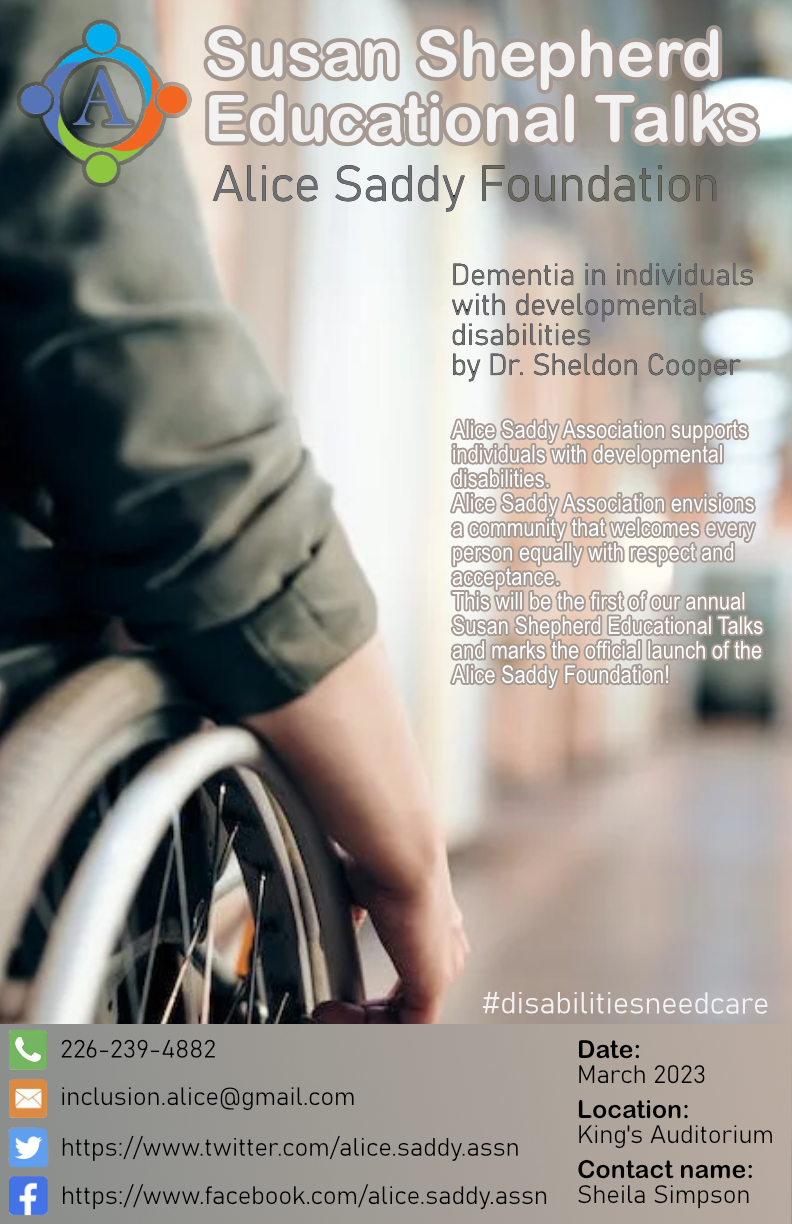 A
Susan Shepherd
Educational Talks
Alice Saddy Foundation
Dementia in individuals
with developmental
disabilities
by Dr. Sheldon Cooper
Alice Saddy Association supports
individuals with developmental
disabilities.
Alice Saddy Association envisions
a community that welcomes every
person equally with respect and
acceptance.
This will be the first of our annual
Susan Shepherd Educational Talks
and marks the official launch of the
Alice Saddy Foundation!
#disabilitiesneedcare
226-239-4882
inclusion.alice@gmail.com
https://www.twitter.com/alice.saddy.assn
https://www.facebook.com/alice.saddy.assn
Date:
March 2023
Location:
King's Auditorium
Contact name:
Sheila Simpson